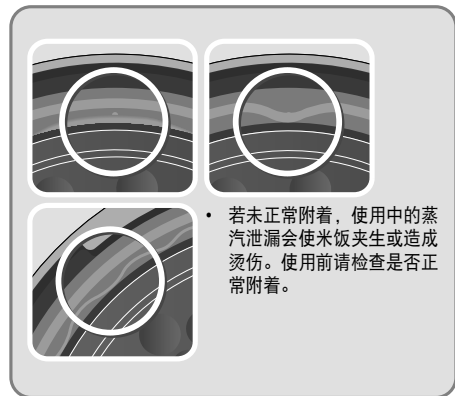 • 若未正常附着，使用中的蒸
汽泄漏会使米饭夹生或造成
烫伤。使用前请检查是否正
常附着。